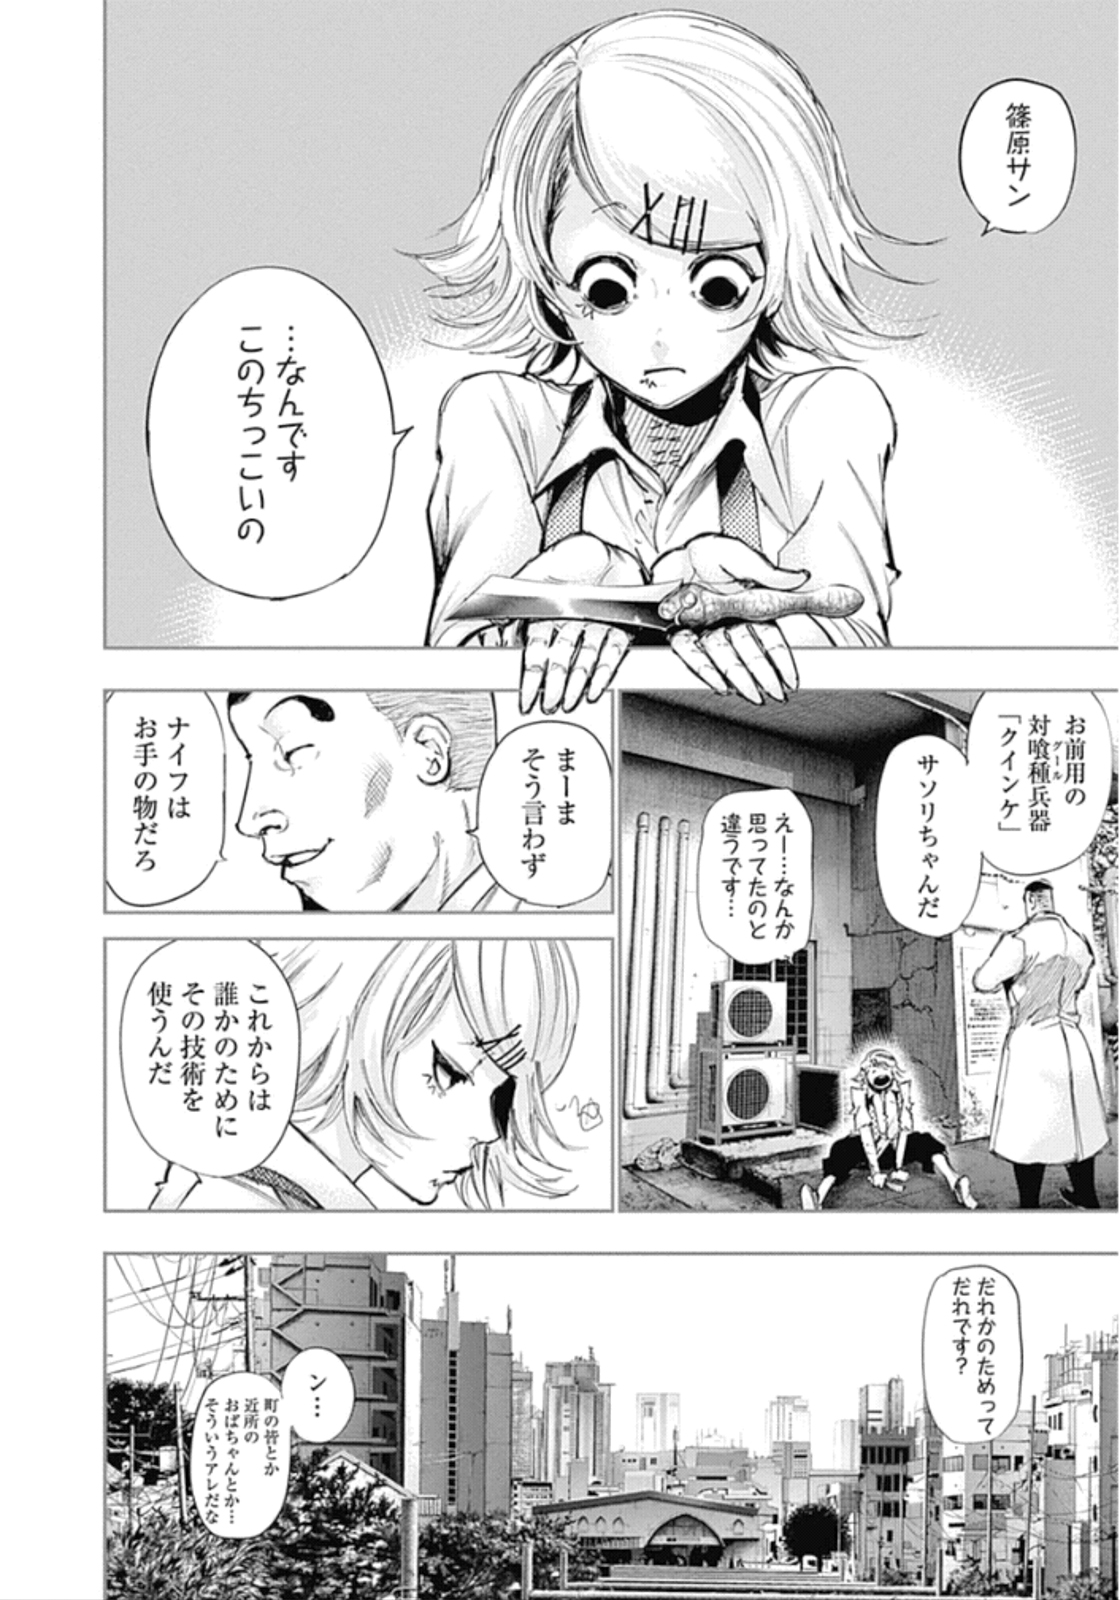 篠原サン
…なんです
このちっこいの
お前用の
対喰種兵器
グール
「クインケ」
サソリちゃんだ
えー…なんか
思ってたのと
違うです…
まーま
そう言わず
ナイフは
お手の物だろ
これからは
誰かのために
その技術を
使うんだ
だれかのためって
だれです?
ン…
町の皆とか
近所の
おばちゃんとか…
そういうアレだな